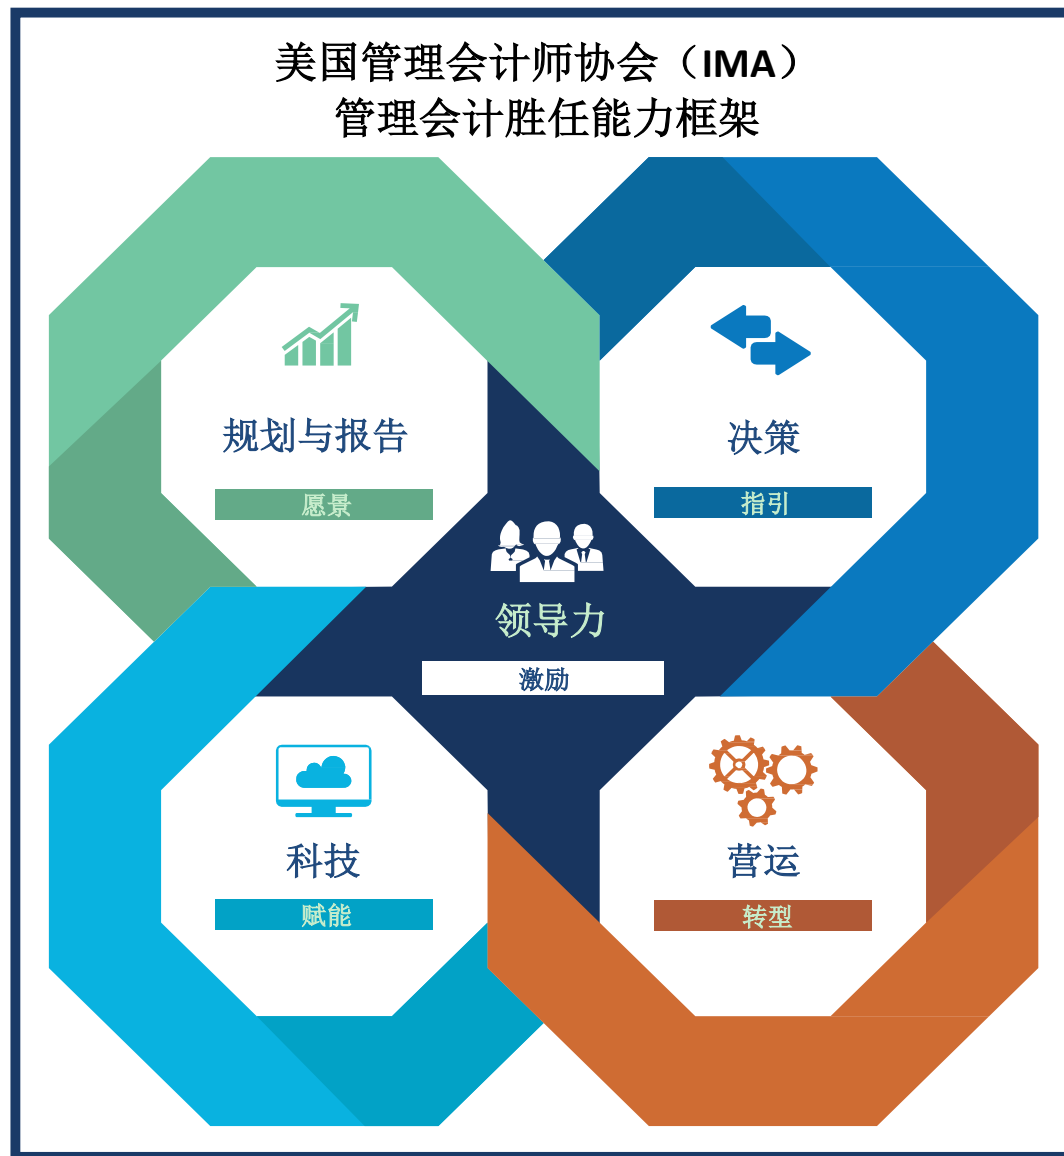 美国管理会计师协会（IMA）
管理会计胜任能力框架
规划与报告
愿景
决策
指引
领导力
激励
科技
赋能
营运
转型